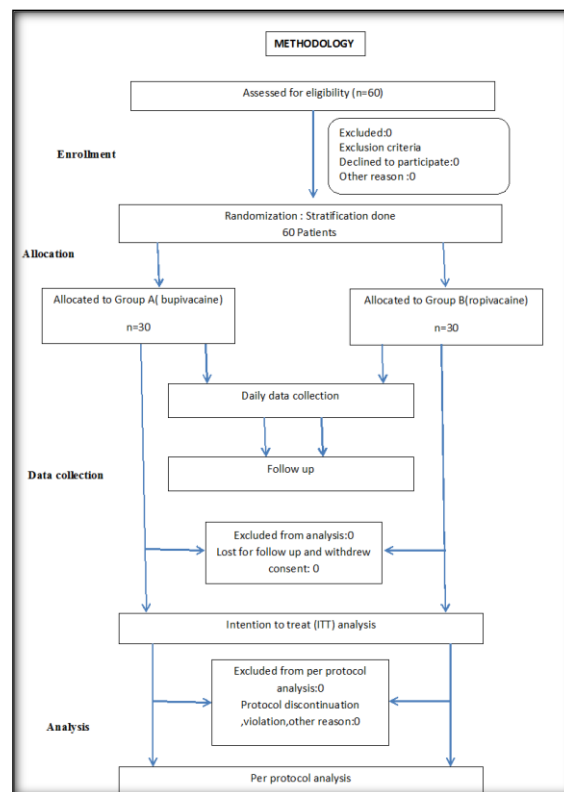 METHODOLOGY
Assessed for eligibility (n=60)
Excluded:0
Exclusion criteria
Declined to participate:0
Other reason :0
Enrollment
Randomization : Stratification done
60 Patients
Allocation
Allocated to Group A( bupivacaine)
n=30
Allocated to Group B(ropivacaine)
n=30
Daily data collection
Follow up
Data collection
Excluded from analysis:0
Lost for follow up and withdrew
consent: 0
Intention to treat (ITT) analysis
Excluded from per protocol
analysis:0
Protocol discontinuation
,violation,other reason:0
Analysis
Per protocol analysis